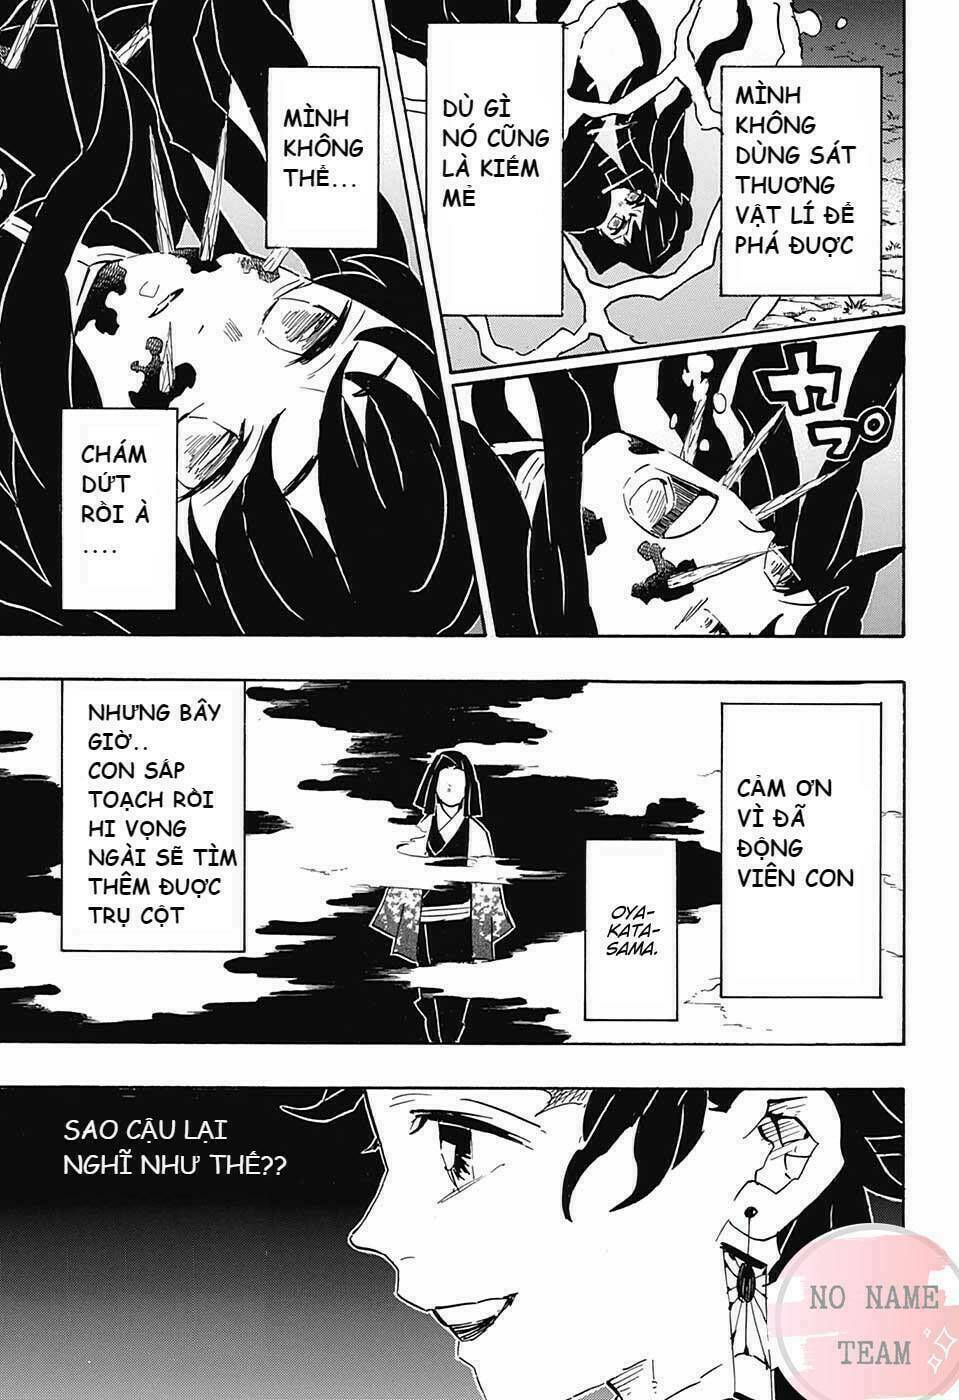 MÌNH
KHÔNG
DÙNG SÁT
THƯƠNG
VẬT LÍ ĐỂ
PHÁ ĐƯỢC
DÙ GÌ
NÓ CŨNG
LÀ KIẾM
MẺ
MÌNH
KHÔNG
THỂ...
カプ
CHÁM
DỨT
RỒI À
....
CẢM ƠN
VÌ ĐÃ
ĐỘNG
VIÊN CON
OYA-
KATA-
SAMA.
NHƯNG BÂY
GIỜ..
CON SẮP
TOẠCH RỒI
HI VỌNG
NGÀI SẼ TÌM
THÊM ĐƯỢC
TRỤ CỘT
SAO CẬU LẠI
NGHĨ NHƯ THẾ??
NO NAME
TEAM